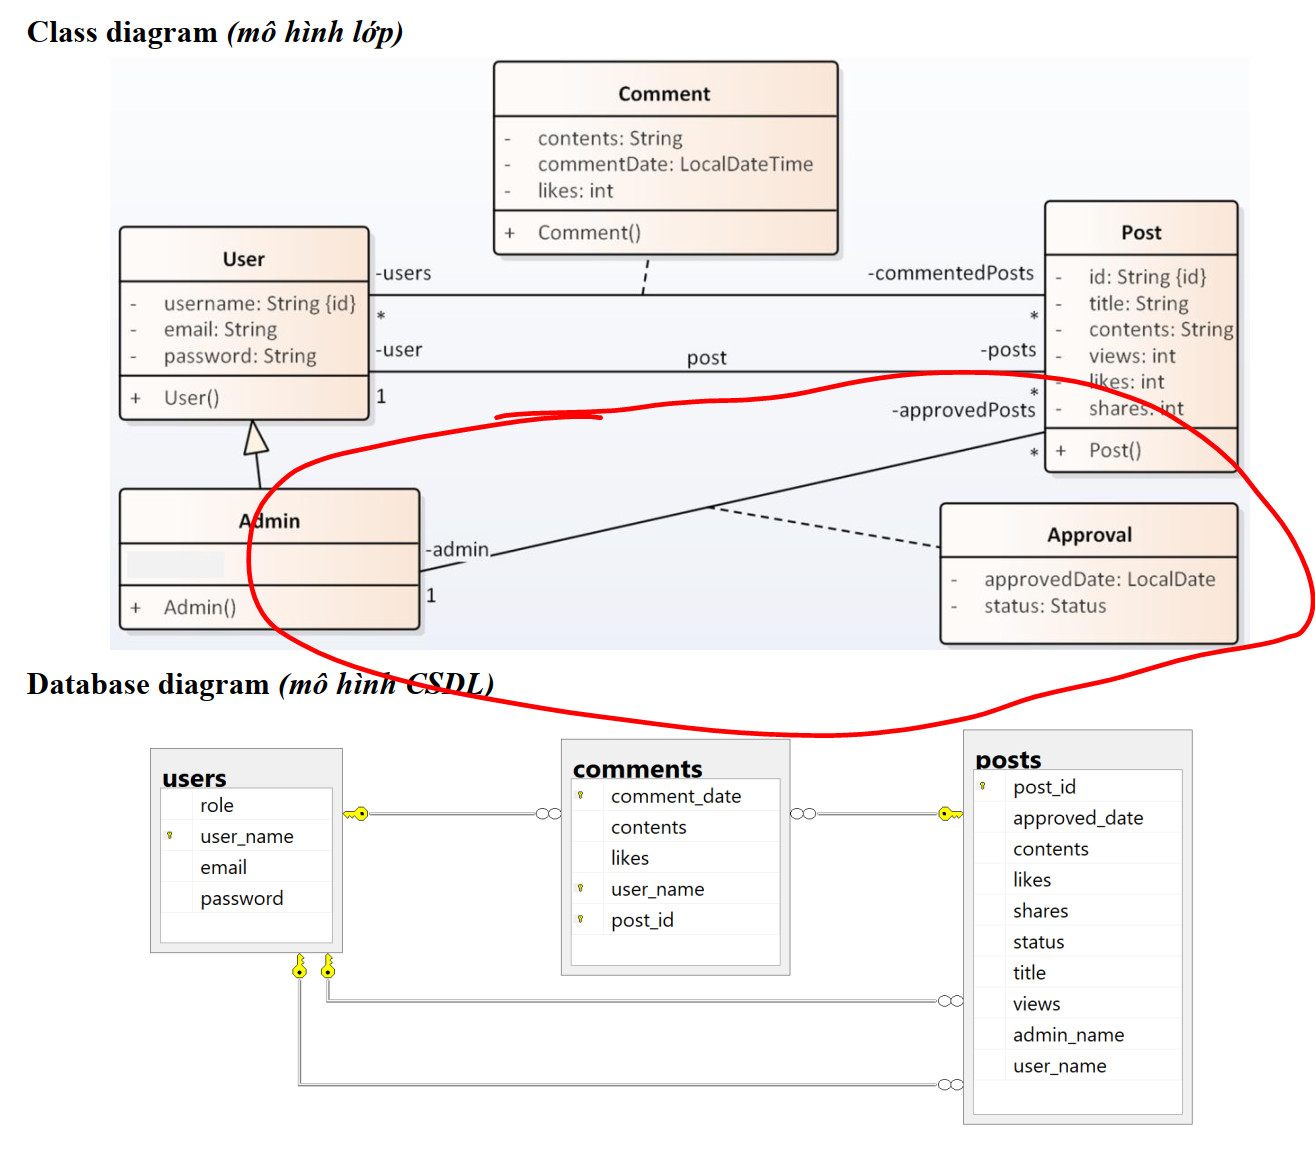 Class diagram (mô hình lớp)
Comment
- contents: String
- commentDate: LocalDateTime
- likes: int
+ Comment()
User
- username: String {id}
- email: String
- password: String
+ User()
-users
*
-commentedPosts
*
-user
1
post
-posts
*
Post
- id: String {id}
- title: String
- contents: String
- views: int
- likes: int
- shares: int
+ Post()
-approvedPosts
*
Admin
+ Admin()
-admin
1
Approval
- approvedDate: LocalDate
- status: Status
Database diagram (mô hình CSDL)
users
role
user_name
email
password
comments
comment_date
contents
likes
user_name
post_id
posts
post_id
approved_date
contents
likes
shares
status
title
views
admin_name
user_name